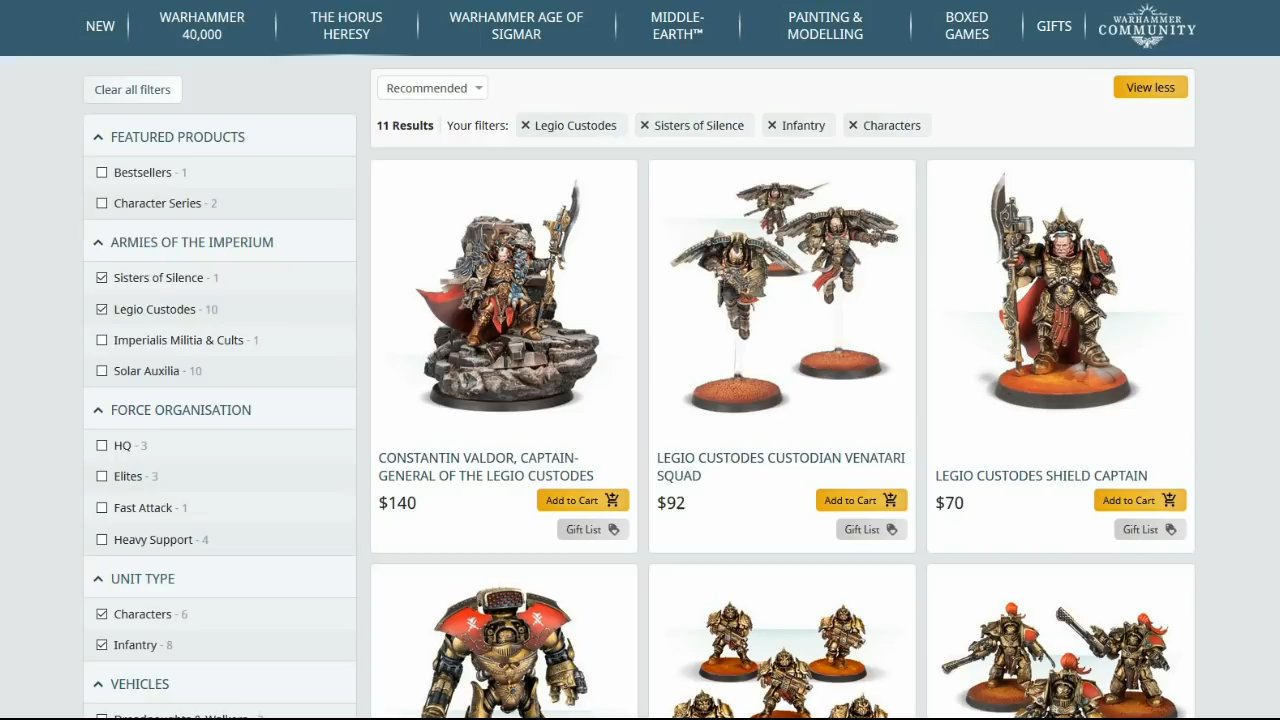 NEW
WARHAMMER
40,000
THE HORUS
HERESY
WARHAMMER AGE OF
SIGMAR
MIDDLE-
EARTH™
PAINTING &
MODELLING
BOXED
GAMES
GIFTS
WARHAMMER
COMMUNITY
Clear all filters
Recommended
View less
11 Results Your filters: ✕ Legio Custodes ✕ Sisters of Silence ✕ Infantry ✕ Characters
FEATURED PRODUCTS
Bestsellers - 1
Character Series - 2
ARMIES OF THE IMPERIUM
Sisters of Silence - 1
Legio Custodes - 10
Imperialis Militia & Cults - 1
Solar Auxilia - 10
FORCE ORGANISATION
HQ - 3
Elites - 3
Fast Attack - 1
Heavy Support - 4
UNIT TYPE
Characters - 6
Infantry - 8
VEHICLES
CONSTANTIN VALDOR, CAPTAIN-
GENERAL OF THE LEGIO CUSTODES
$140
Add to Cart
Gift List
LEGIO CUSTODES CUSTODIAN VENATARI
SQUAD
$92
Add to Cart
Gift List
LEGIO CUSTODES SHIELD CAPTAIN
$70
Add to Cart
Gift List